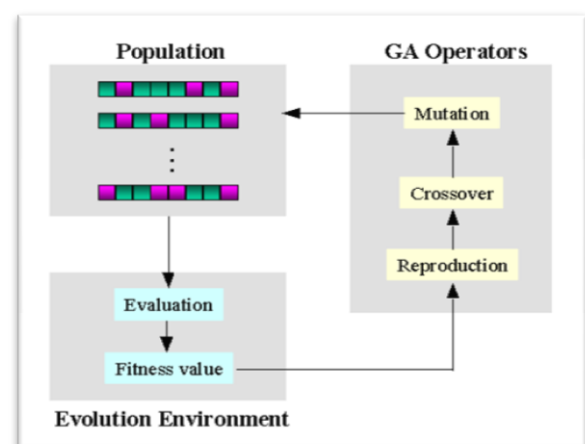 Population
GA Operators
Mutation
Crossover
Reproduction
Evaluation
Fitness value
Evolution Environment